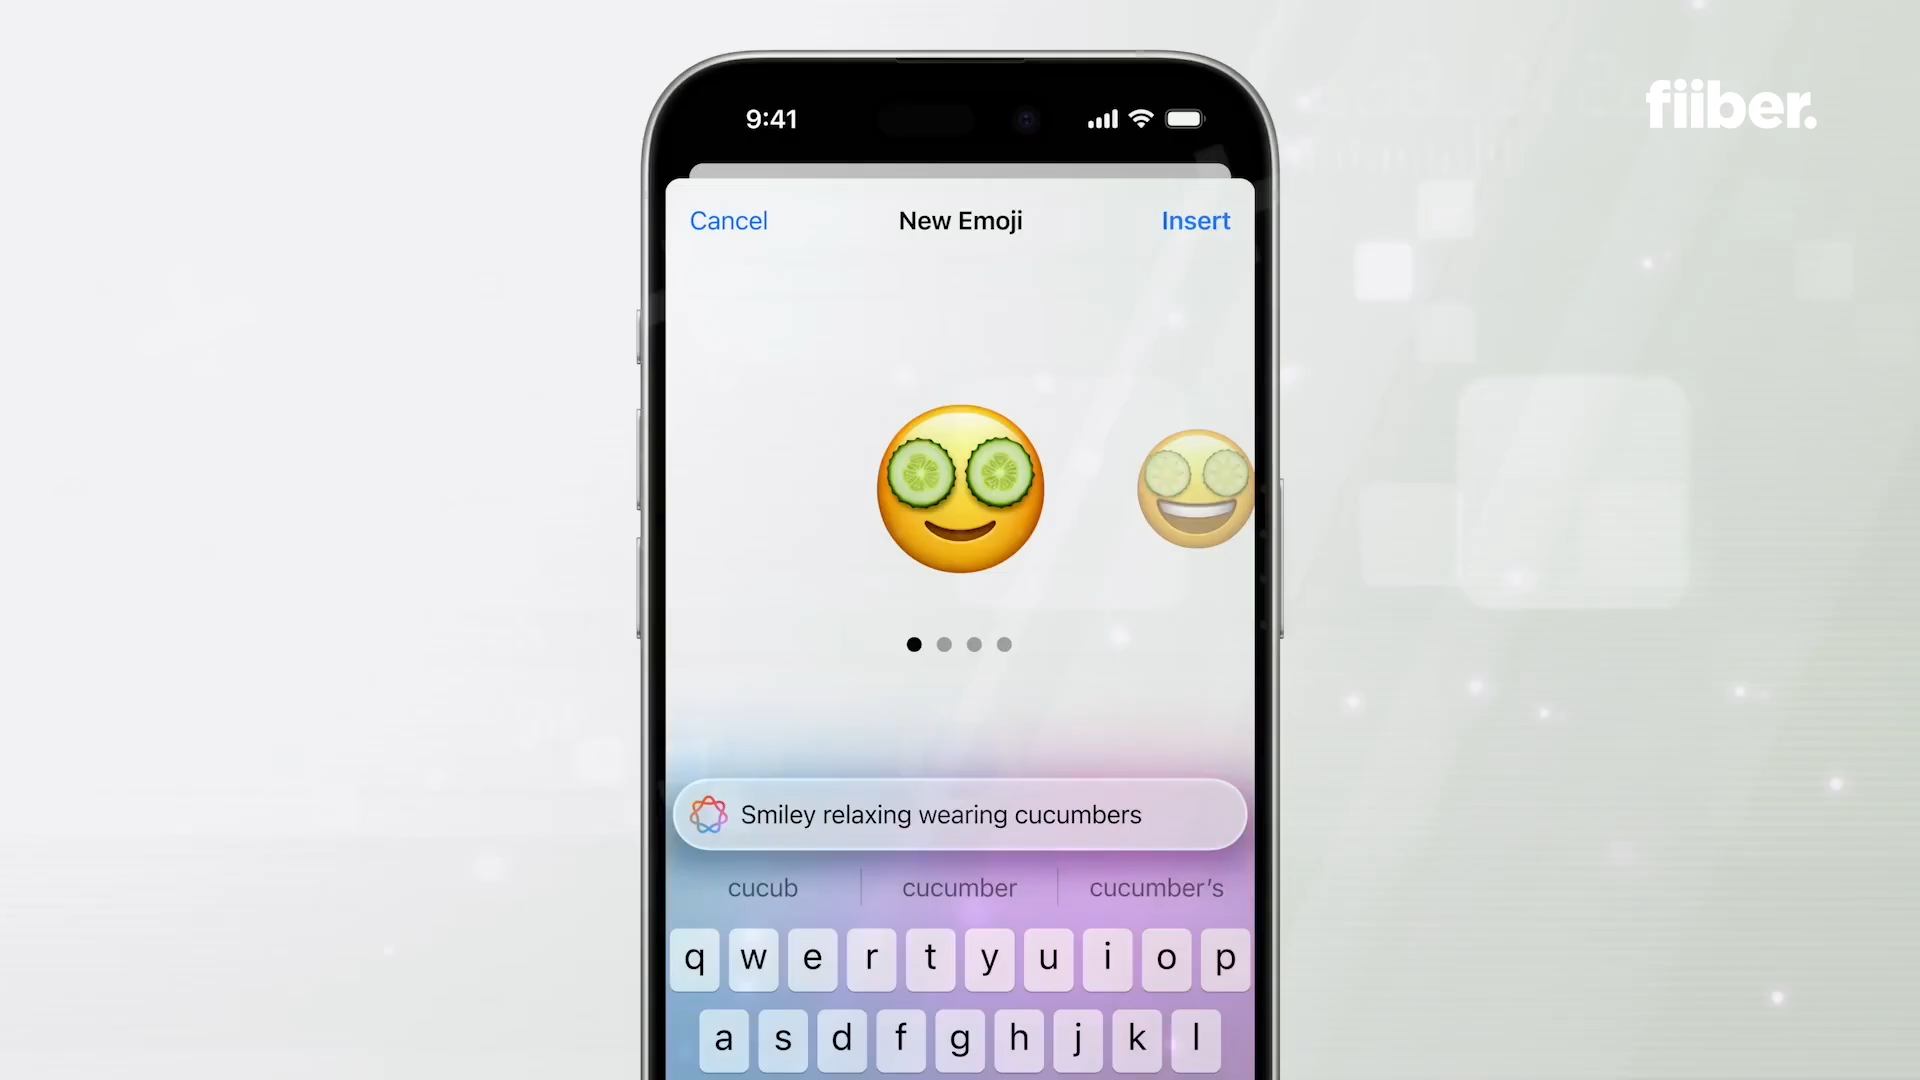 fiiber.
9:41
Cancel New Emoji Insert
Smiley relaxing wearing cucumbers
cucub cucumber cucumber’s
q w e r t y u i o p
a s d f g h j k l